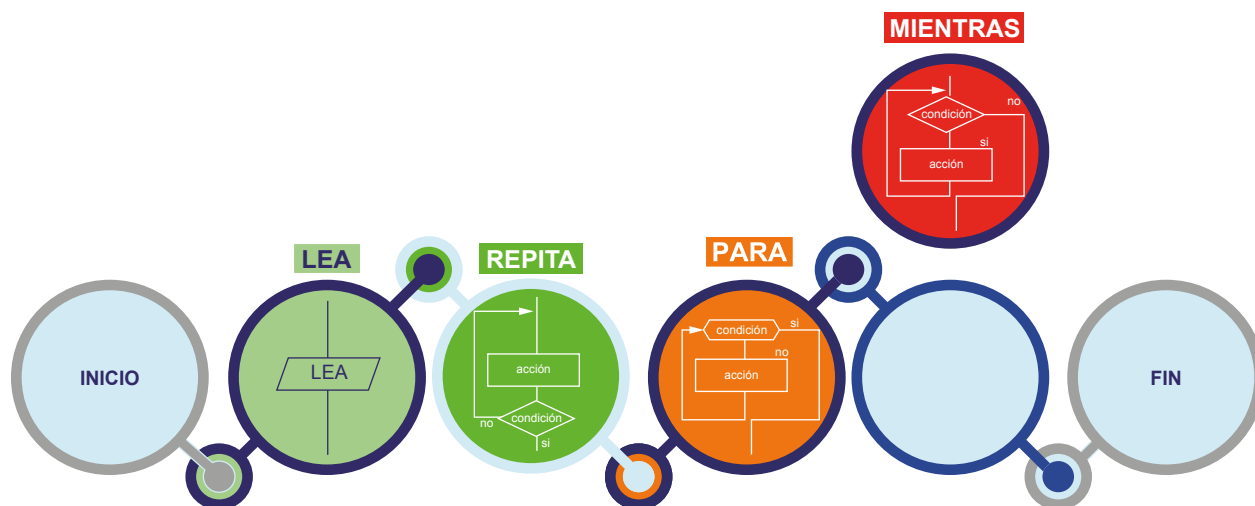 MIENTRAS
no
condición
si
acción
LEA
REPITA
PARA
INICIO
LEA
acción
condición
no
si
condición
si
no
acción
FIN